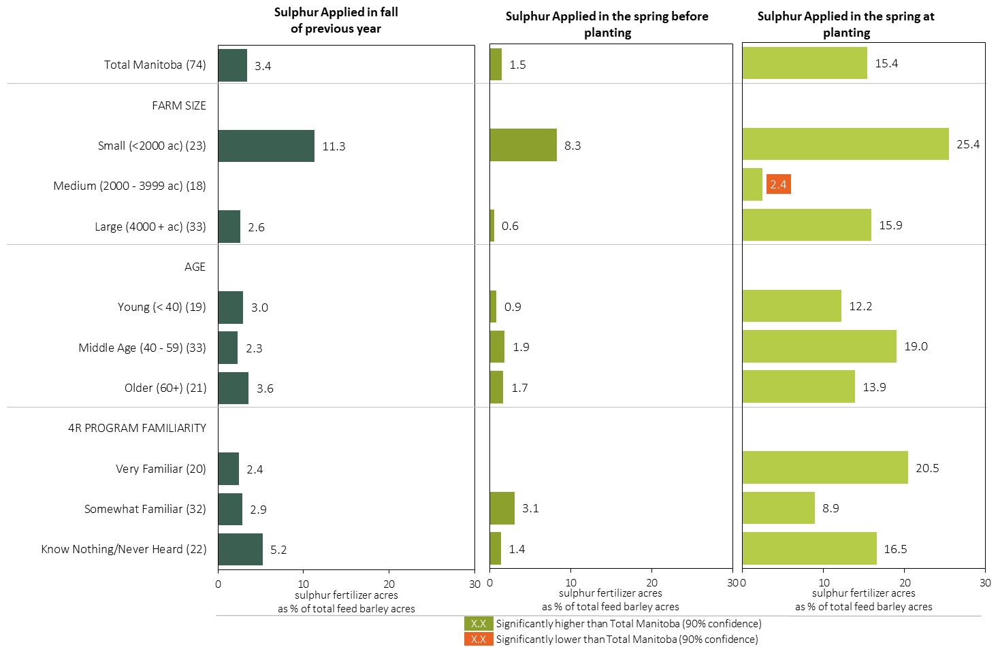 Sulphur Applied in fall
of previous year
Sulphur Applied in the spring before
planting
Sulphur Applied in the spring at
planting
Total Manitoba (74) 3.4 1.5 15.4
FARM SIZE
Small (<2000 ac) (23) 11.3 8.3 25.4
Medium (2000 - 3999 ac) (18) 2.4
Large (4000 + ac) (33) 2.6 0.6 15.9
AGE
Young (< 40) (19) 3.0 0.9 12.2
Middle Age (40 - 59) (33) 2.3 1.9 19.0
Older (60+) (21) 3.6 1.7 13.9
4R PROGRAM FAMILIARITY
Very Familiar (20) 2.4 20.5
Somewhat Familiar (32) 2.9 3.1 8.9
Know Nothing/Never Heard (22) 5.2 1.4 16.5
0 10 20 30 0 10 20 30 0 10 20 30
sulphur fertilizer acres
as % of total feed barley acres
sulphur fertilizer acres
as % of total feed barley acres
sulphur fertilizer acres
as % of total feed barley acres
X.X Significantly higher than Total Manitoba (90% confidence)
X.X Significantly lower than Total Manitoba (90% confidence)